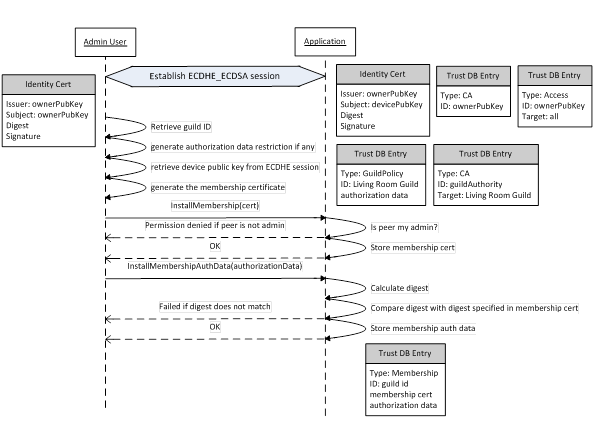 Admin User
Application
Establish ECDHE_ECDSA session
Identity Cert
Issuer: ownerPubKey
Subject: ownerPubKey
Digest
Signature
Identity Cert
Issuer: ownerPubKey
Subject: devicePubKey
Digest
Signature
Trust DB Entry
Type: CA
ID: ownerPubKey
Trust DB Entry
Type: Access
ID: ownerPubKey
Target: all
Retrieve guild ID
generate authorization data restriction if any
retrieve device public key from ECDHE session
generate the membership certificate
Trust DB Entry
Type: GuildPolicy
ID: Living Room Guild
authorization data
Trust DB Entry
Type: CA
ID: guildAuthority
Target: Living Room Guild
InstallMembership(cert)
Is peer my admin?
Permission denied if peer is not admin
Store membership cert
OK
InstallMembershipAuthData(authorizationData)
Calculate digest
Compare digest with digest specified in membership cert
Failed if digest does not match
Store membership auth data
OK
Trust DB Entry
Type: Membership
ID: guild id
membership cert
authorization data